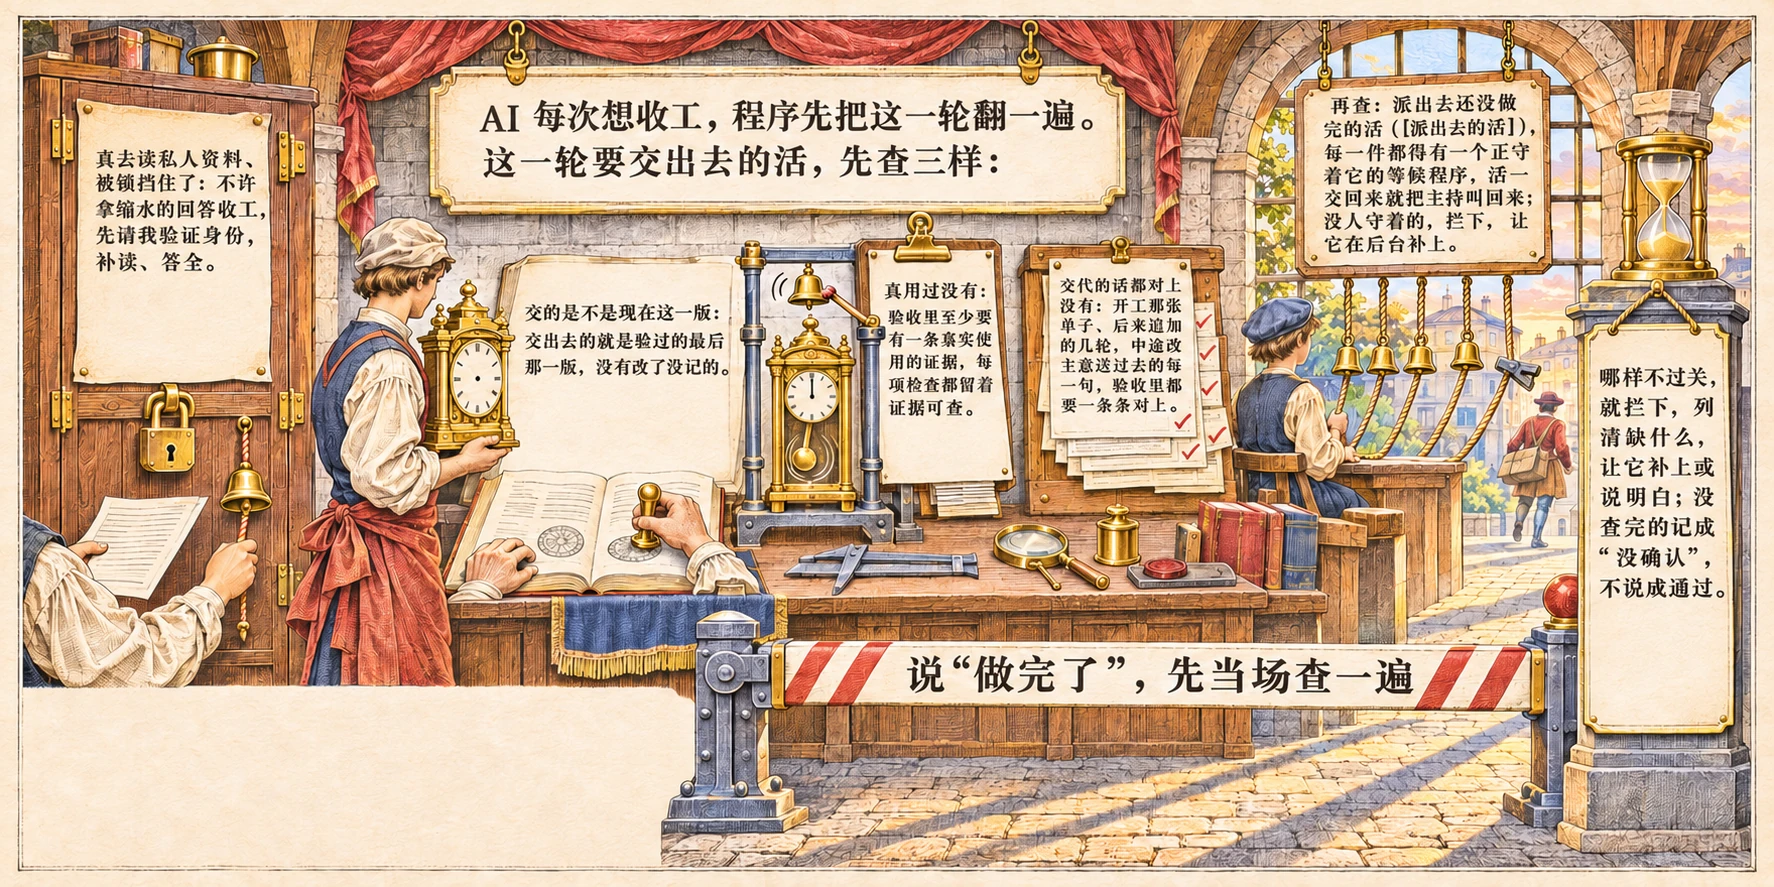 AI 每次想收工，程序先把这一轮翻一遍。
这一轮要交出去的活，先查三样：
真去读私人资料、
被锁挡住了：不许
拿缩水的回答收工，
先请我验证身份，
补读、答全。
交的是不是现在这一版：
交出去的就是验过的最后
那一版，没有改了没记的。
真用过没有：
验收里至少要
有一条真实使
用的证据，每
项检查都留着
证据可查。
交代的话都对上
没有：开工那张
单子、后来追加
的几轮，中途改
主意送过去的每
一句，验收里都
要一条条对上。
再查：派出去还没做
完的活（[派出去的活]），
每一件都得有一个正守
着它的等候程序，活一
交回来就把主持叫回来；
没人守着的，拦下，让
它在后台补上。
哪样不过关，
就拦下，列
清缺什么，
让它补上或
说明白；没
查完的记成
“没确认”，
不说成通过。
说“做完了”，先当场查一遍